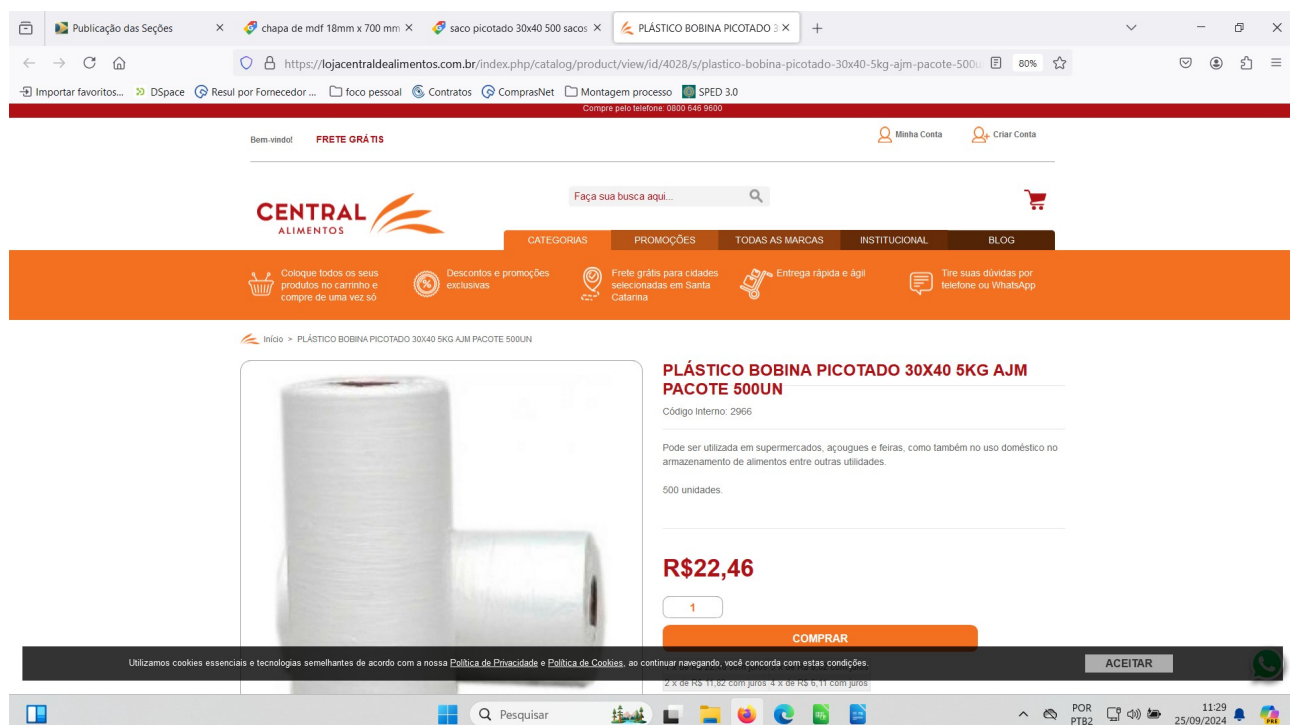 Publicação das Seções
chapa de mdf 18mm x 700 mm
saco picotado 30x40 500 sacos
PLÁSTICO BOBINA PICOTADO 3
https://lojacentraldealimentos.com.br/index.php/catalog/product/view/id/4028/s/plastico-bobina-picotado-30x40-5kg-ajm-pacote-500u
80%
Importar favoritos...
DSpace
Resul por Fornecedor ...
foco pessoal
Contratos
ComprasNet
Montagem processo
SPED 3.0
Compre pelo telefone: 0800 646 9600
Bem-vindo!
FRETE GRÁTIS
Minha Conta
Criar Conta
CENTRAL
ALIMENTOS
Faça sua busca aqui...
CATEGORIAS
PROMOÇÕES
TODAS AS MARCAS
INSTITUCIONAL
BLOG
Coloque todos os seus
produtos no carrinho e
compre de uma vez só
Descontos e promoções
exclusivas
Frete grátis para cidades
selecionadas em Santa
Catarina
Entrega rápida e ágil
Tire suas dúvidas por
telefone ou WhatsApp
Início > PLÁSTICO BOBINA PICOTADO 30X40 5KG AJM PACOTE 500UN
PLÁSTICO BOBINA PICOTADO 30X40 5KG AJM
PACOTE 500UN
Código Interno: 2966
Pode ser utilizada em supermercados, açougues e feiras, como também no uso doméstico no
armazenamento de alimentos entre outras utilidades.
500 unidades.
R$22,46
1
COMPRAR
Utilizamos cookies essenciais e tecnologias semelhantes de acordo com a nossa Política de Privacidade e Política de Cookies, ao continuar navegando, você concorda com estas condições.
ACEITAR
2 x de R$ 11,82 com juros 4 x de R$ 6,11 com juros
Pesquisar
POR
PTB2
11:29
25/09/2024